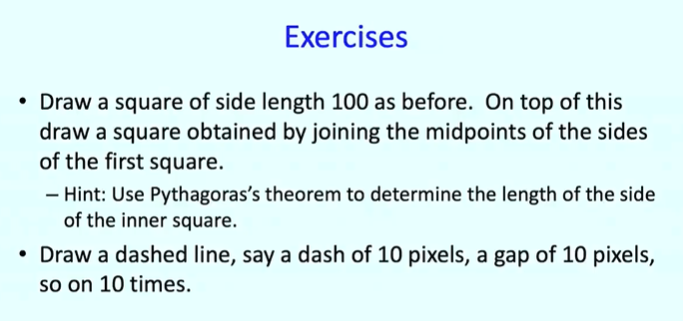 Exercises
• Draw a square of side length 100 as before. On top of this
draw a square obtained by joining the midpoints of the sides
of the first square.
– Hint: Use Pythagoras's theorem to determine the length of the side
of the inner square.
• Draw a dashed line, say a dash of 10 pixels, a gap of 10 pixels,
so on 10 times.